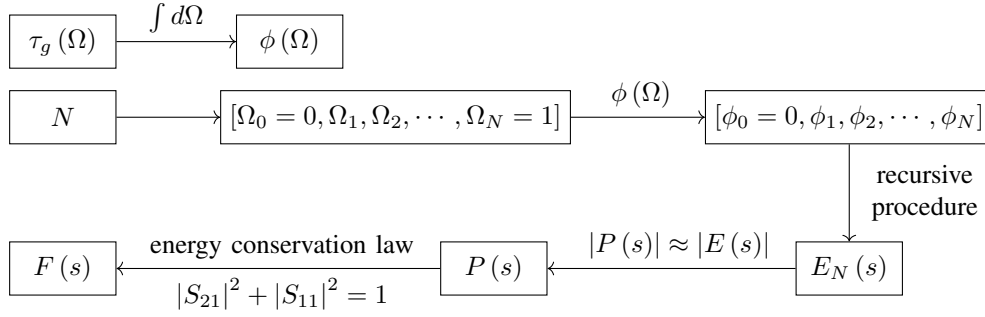 ∫ dΩ
τ_g (Ω)
ϕ (Ω)
N
[Ω_0 = 0, Ω_1, Ω_2, ⋯ , Ω_N = 1]
ϕ (Ω)
[ϕ_0 = 0, ϕ_1, ϕ_2, ⋯ , ϕ_N]
recursive
procedure
E_N (s)
|P (s)| ≈ |E (s)|
P (s)
energy conservation law
|S_21|^2 + |S_11|^2 = 1
F (s)